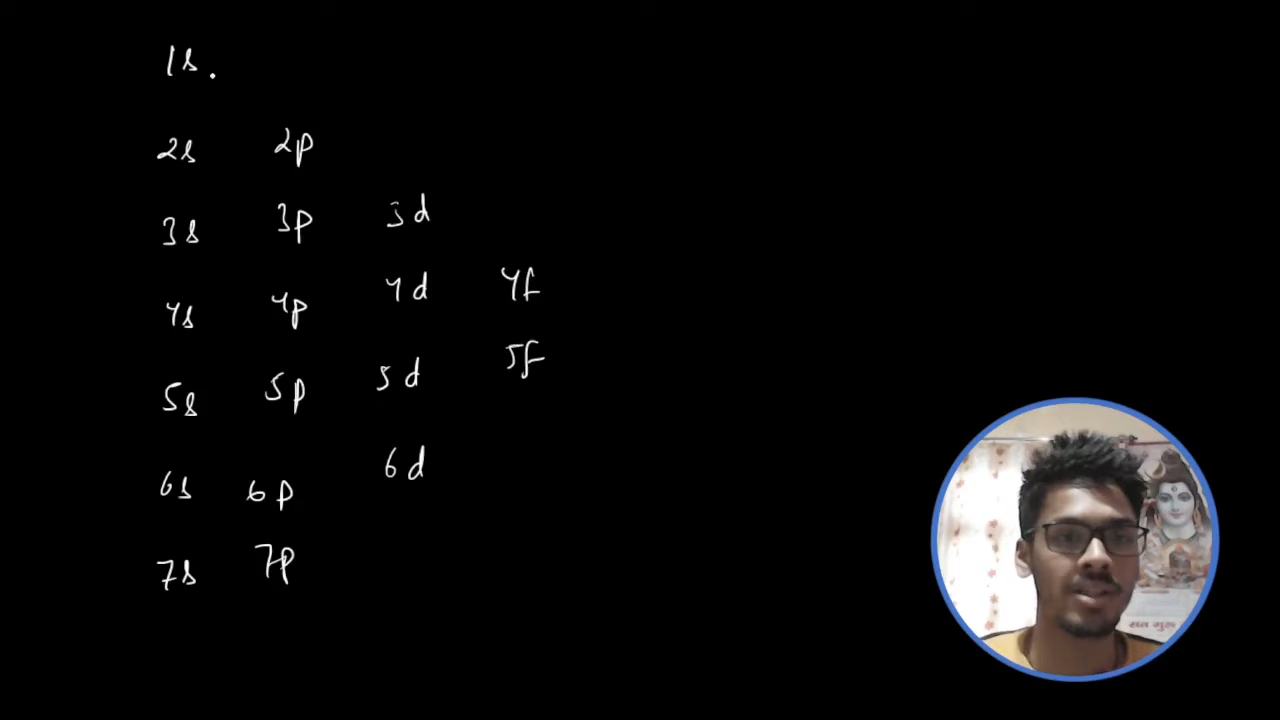 1s.
2s 2p
3s 3p 3d
4s 4p 4d 4f
5s 5p 5d 5f
6s 6p 6d
7s 7p
सत गुरु